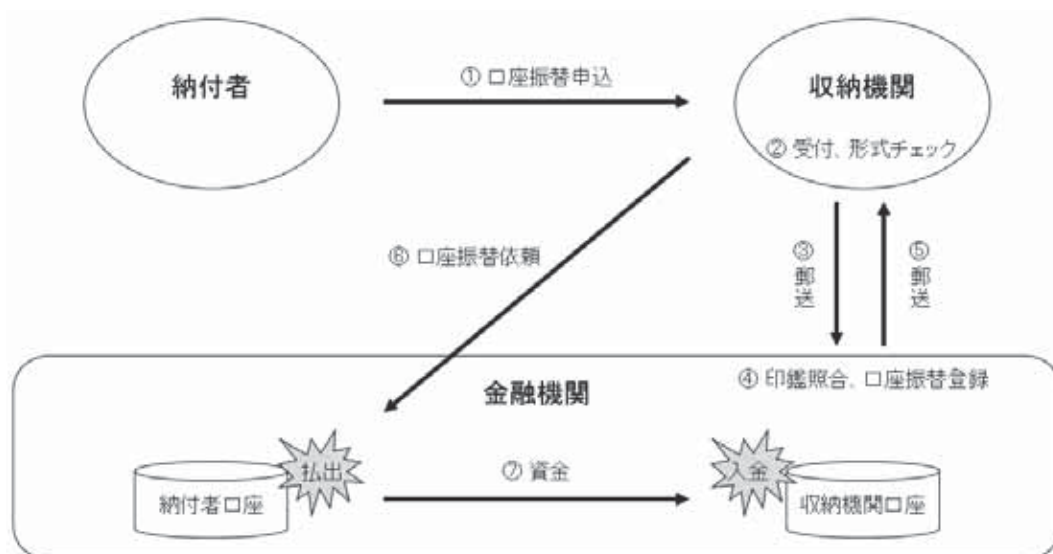 納付者
① 口座振替申込
収納機関
② 受付、形式チェック
⑥ 口座振替依頼
③郵送
⑤郵送
④ 印鑑照合、口座振替登録
金融機関
払出
⑦ 資金
入金
納付者口座
収納機関口座